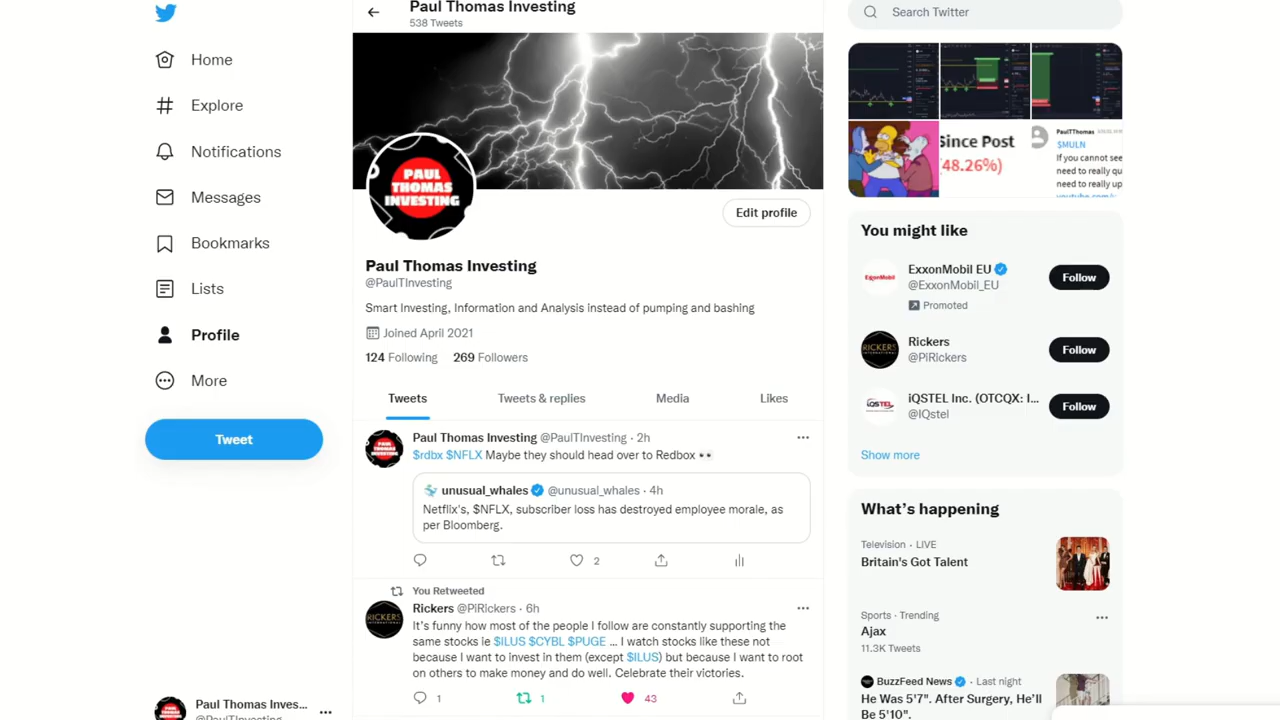 Paul Thomas Investing
538 Tweets
Search Twitter
Home
Explore
Notifications
Messages
Bookmarks
Lists
Profile
More
Tweet
Paul Thomas Inves...
@PaulTInvesting
PAUL
THOMAS
INVESTING
Edit profile
Paul Thomas Investing
@PaulTInvesting
Smart Investing, Information and Analysis instead of pumping and bashing
Joined April 2021
124 Following 269 Followers
Tweets Tweets & replies Media Likes
Paul Thomas Investing @PaulTInvesting · 2h
$rdbx $NFLX Maybe they should head over to Redbox 👀
unusual_whales @unusual_whales · 4h
Netflix's, $NFLX, subscriber loss has destroyed employee morale, as
per Bloomberg.
2
You Retweeted
Rickers @PiRickers · 6h
It's funny how most of the people I follow are constantly supporting the
same stocks ie $ILUS $CYBL $PUGE ... I watch stocks like these not
because I want to invest in them (except $ILUS) but because I want to root
on others to make money and do well. Celebrate their victories.
1 1 43
Since Post
(48.26%)
PaulTThomas
$MULN
If you cannot see
need to really qu
need to really up
youtube.com/
You might like
ExxonMobil EU
@ExxonMobil_EU
Promoted
Follow
ExxonMobil
Rickers
@PiRickers
Follow
RICKERS
iQSTEL Inc. (OTCQX: I...
@IQstel
Follow
iQSTEL
Show more
What's happening
Television · LIVE
Britain's Got Talent
Sports · Trending
Ajax
11.3K Tweets
BuzzFeed News · Last night
He Was 5'7". After Surgery, He'll
Be 5'10".